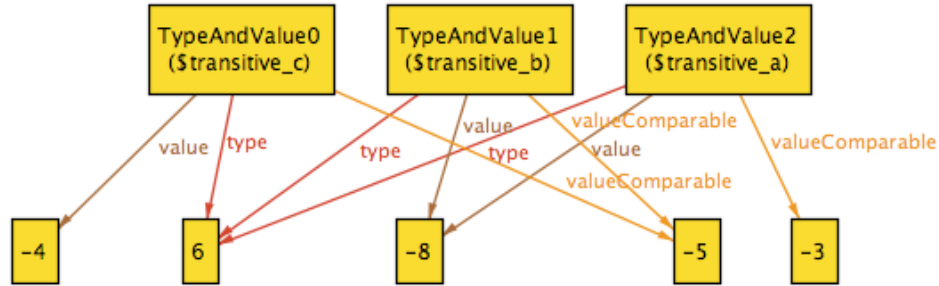 TypeAndValue0
($transitive_c)
TypeAndValue1
($transitive_b)
TypeAndValue2
($transitive_a)
value
type
type
value
type
valueComparable
value
valueComparable
valueComparable
-4
6
-8
-5
-3